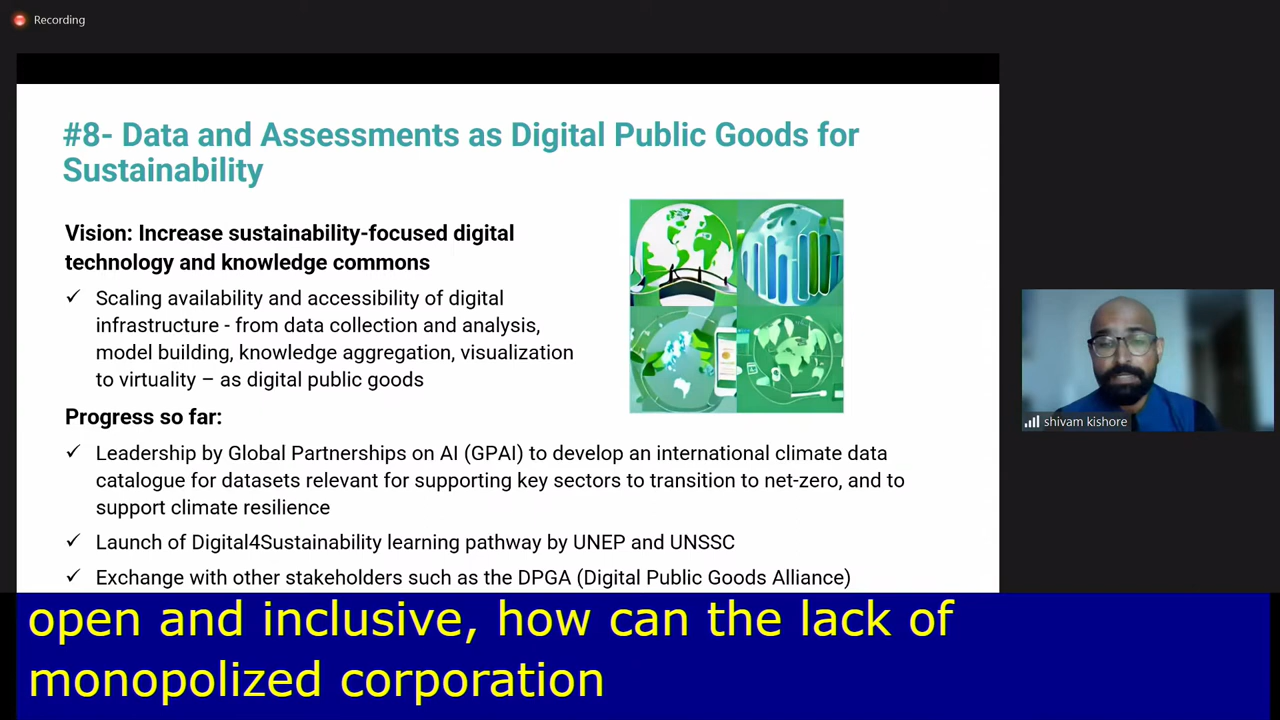 Recording
#8- Data and Assessments as Digital Public Goods for
Sustainability
Vision: Increase sustainability-focused digital
technology and knowledge commons
✓ Scaling availability and accessibility of digital
infrastructure - from data collection and analysis,
model building, knowledge aggregation, visualization
to virtuality – as digital public goods
Progress so far:
✓ Leadership by Global Partnerships on AI (GPAI) to develop an international climate data
catalogue for datasets relevant for supporting key sectors to transition to net-zero, and to
support climate resilience
✓ Launch of Digital4Sustainability learning pathway by UNEP and UNSSC
✓ Exchange with other stakeholders such as the DPGA (Digital Public Goods Alliance)
shivam kishore
open and inclusive, how can the lack of
monopolized corporation